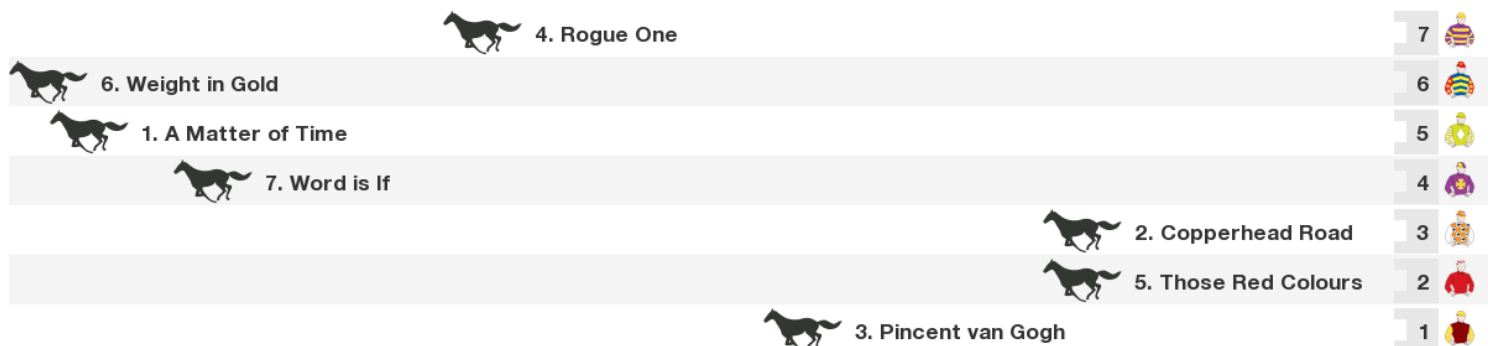 4. Rogue One 7
6. Weight in Gold 6
1. A Matter of Time 5
7. Word is If 4
2. Copperhead Road 3
5. Those Red Colours 2
3. Pincent van Gogh 1